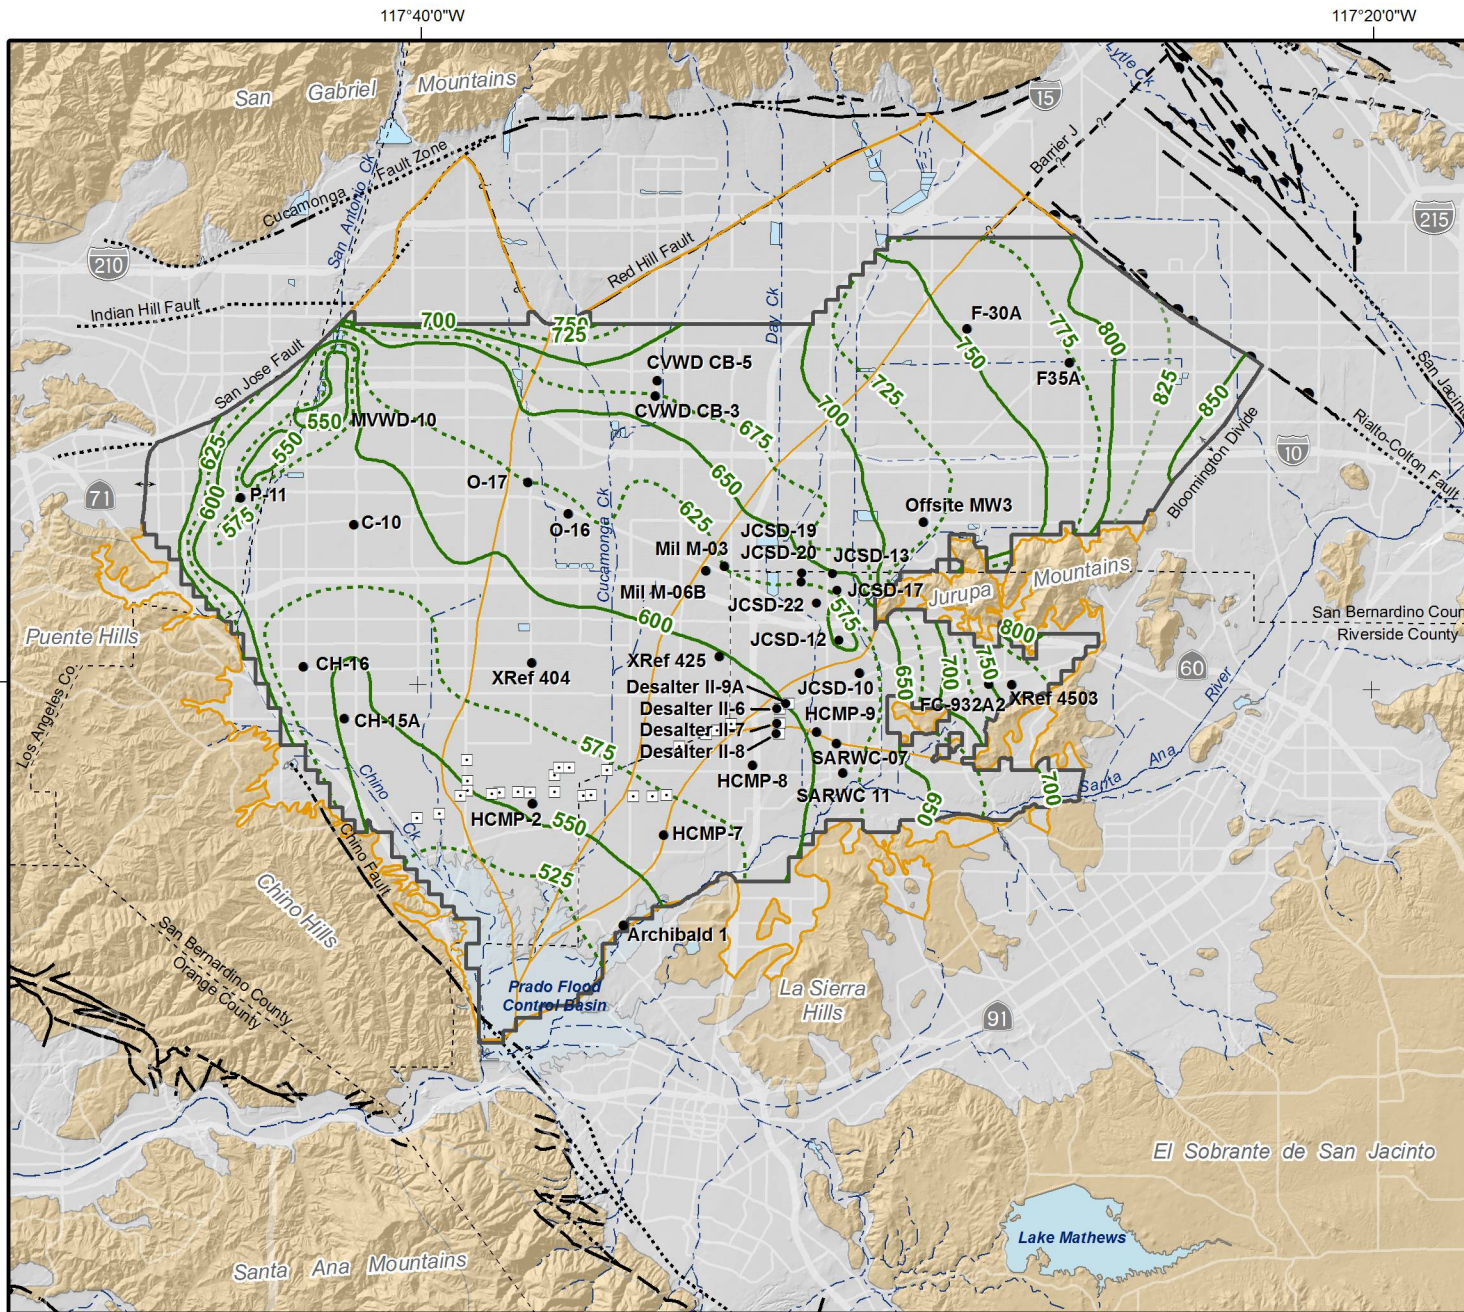 117°40'0"W
117°20'0"W
San Gabriel Mountains
Lytle Ck
15
Barrier J
?
?
?
?
?
Cucamonga Fault Zone
San Antonio Ck
215
210
Red Hill Fault
Indian Hill Fault
Day Ck
700
750
725
F-30A
775
800
750
San Jose Fault
CVWD CB-5
F35A
San Jacinto
825
850
725
CVWD CB-3
700
550
MVWD-10
675
Rialto-Colton Fault
625
550
650
10
Bloomington Divide
71
600
P-11
O-17
575
C-10
O-16
625
Offsite MW3
Cucamonga Ck
JCSD-19
Mil M-03
JCSD-20
JCSD-13
Mil M-06B
JCSD-17
JCSD-22
575
Jurupa Mountains
San Bernardino Coun
Riverside County
Puente Hills
600
JCSD-12
800
CH-16
XRef 404
XRef 425
60
650
700
750
Desalter II-9A
JCSD-10
FC-932A2
XRef 4503
Desalter II-6
HCMP-9
Los Angeles Co.
CH-15A
Desalter II-7
Desalter II-8
575
SARWC-07
HCMP-8
Santa Ana River
Chino Ck
SARWC 11
700
650
HCMP-2
550
HCMP-7
Chino Fault
525
Chino Hills
Archibald 1
San Bernardino County
Orange County
Prado Flood
Control Basin
La Sierra
Hills
91
El Sobrante de San Jacinto
Lake Mathews
Santa Ana Mountains